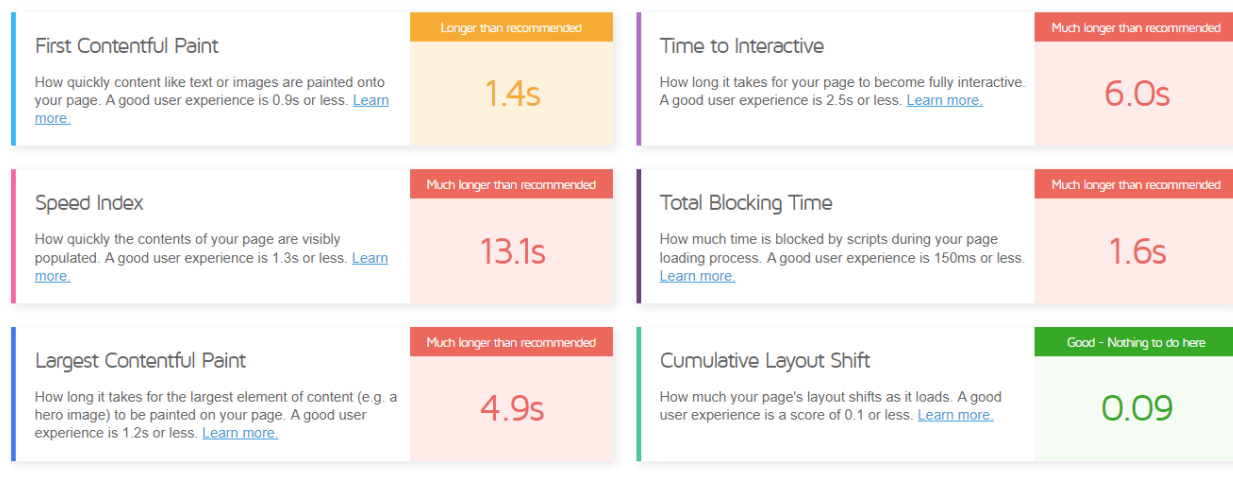 First Contentful Paint
How quickly content like text or images are painted onto
your page. A good user experience is 0.9s or less. Learn
more.
Longer than recommended
1.4s
Time to Interactive
How long it takes for your page to become fully interactive.
A good user experience is 2.5s or less. Learn more.
Much longer than recommended
6.0s
Speed Index
How quickly the contents of your page are visibly
populated. A good user experience is 1.3s or less. Learn
more.
Much longer than recommended
13.1s
Total Blocking Time
How much time is blocked by scripts during your page
loading process. A good user experience is 150ms or less.
Learn more.
Much longer than recommended
1.6s
Largest Contentful Paint
How long it takes for the largest element of content (e.g. a
hero image) to be painted on your page. A good user
experience is 1.2s or less. Learn more.
Much longer than recommended
4.9s
Cumulative Layout Shift
How much your page's layout shifts as it loads. A good
user experience is a score of 0.1 or less. Learn more.
Good - Nothing to do here
0.09